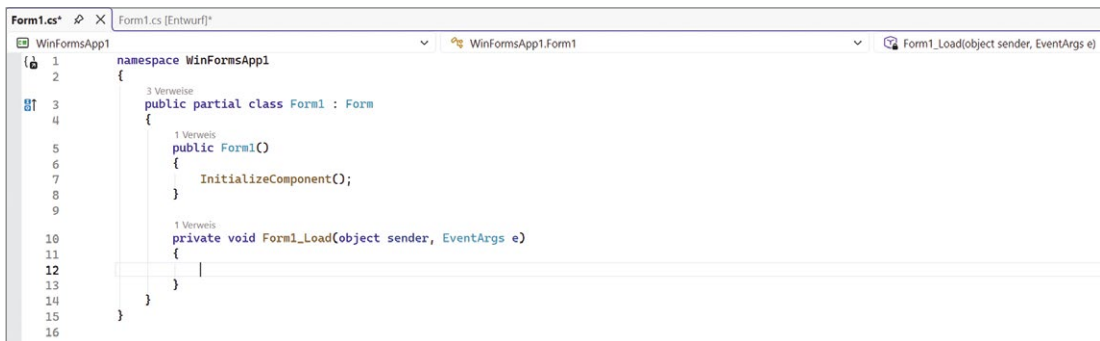 Form1.cs* Form1.cs [Entwurf]*
WinFormsApp1 WinFormsApp1.Form1 Form1_Load(object sender, EventArgs e)
1 namespace WinFormsApp1
2 {
3 Verweise
3 public partial class Form1 : Form
4 {
1 Verweis
5 public Form1()
6 {
7 InitializeComponent();
8 }
9
1 Verweis
10 private void Form1_Load(object sender, EventArgs e)
11 {
12
13 }
14 }
15 }
16